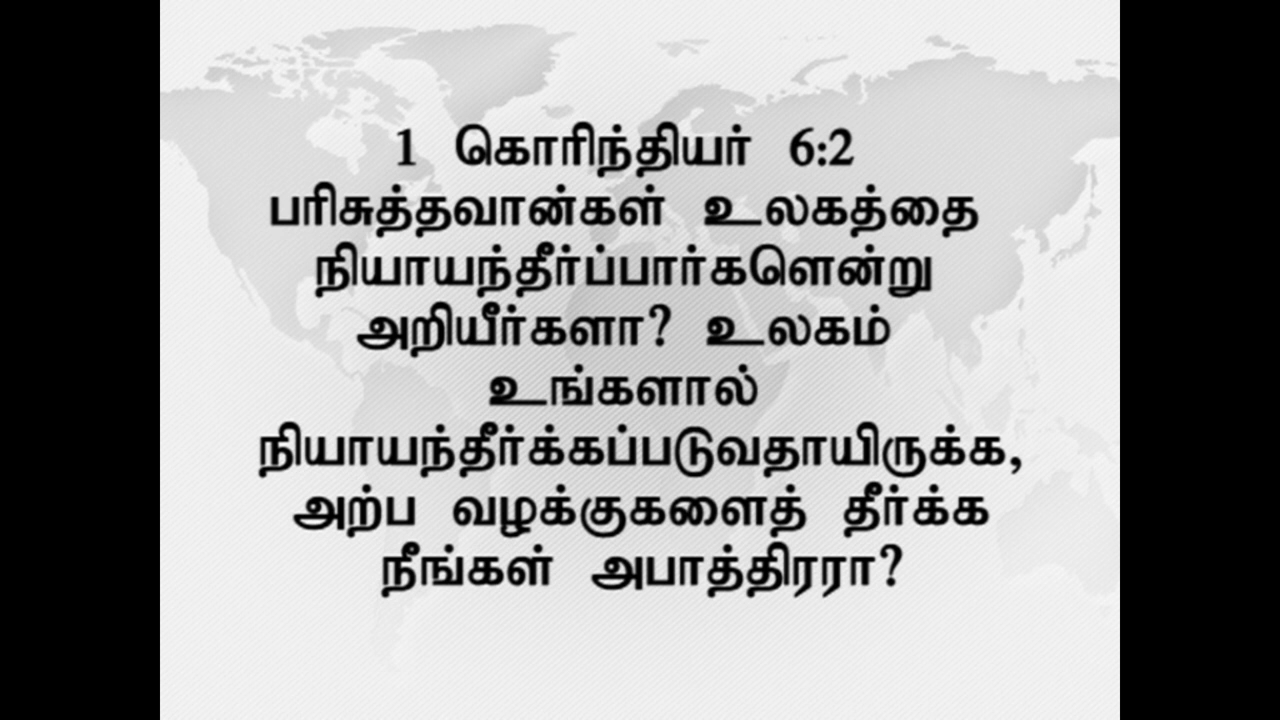 1 கொரிந்தியர் 6:2
பரிசுத்தவான்கள் உலகத்தை
நியாயந்தீர்ப்பார்களென்று
அறியீர்களா? உலகம்
உங்களால்
நியாயந்தீர்க்கப்படுவதாயிருக்க,
அற்ப வழக்குகளைத் தீர்க்க
நீங்கள் அபாத்திரரா?